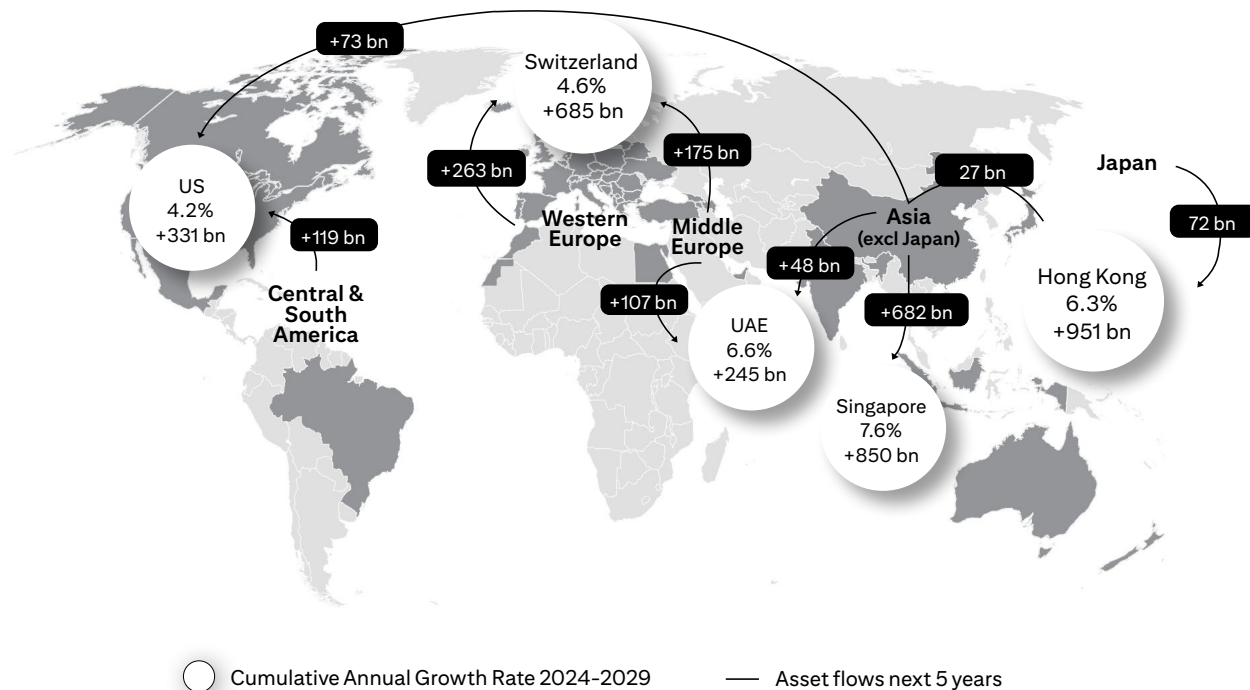 +73 bn
Switzerland
4.6%
+685 bn
+263 bn
+175 bn
27 bn
Japan
72 bn
US
4.2%
+331 bn
+119 bn
Western
Europe
Middle
Europe
Asia
(excl Japan)
+48 bn
+107 bn
+682 bn
Hong Kong
6.3%
+951 bn
Central &
South
America
UAE
6.6%
+245 bn
Singapore
7.6%
+850 bn
Cumulative Annual Growth Rate 2024-2029
Asset flows next 5 years